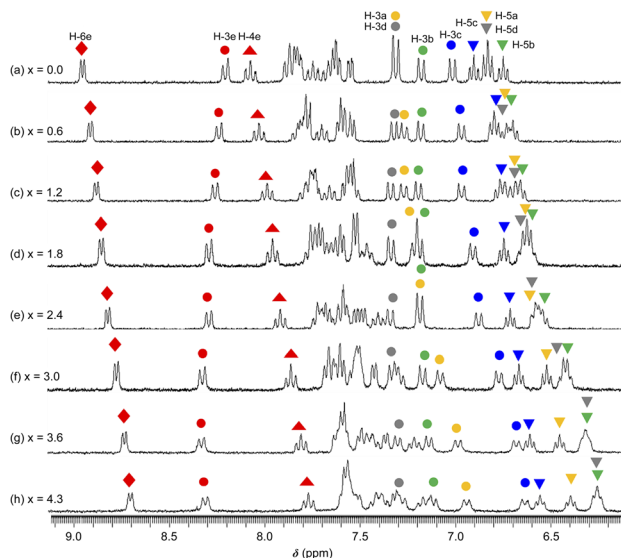 H-6e
H-3e
H-4e
H-3a
H-3d
H-3b
H-3c
H-5c
H-5a
H-5d
H-5b
(a) x = 0.0
(b) x = 0.6
(c) x = 1.2
(d) x = 1.8
(e) x = 2.4
(f) x = 3.0
(g) x = 3.6
(h) x = 4.3
9.0 8.5 8.0 7.5 7.0 6.5
δ (ppm)